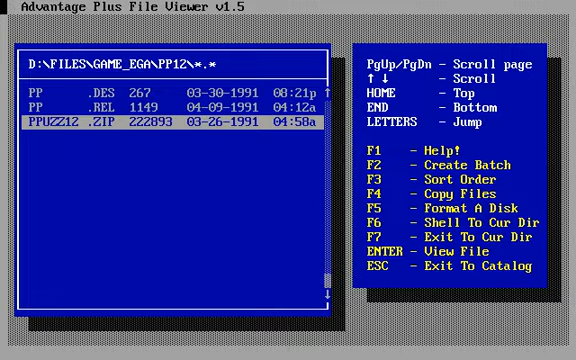 Advantage Plus File Viewer v1.5
D:\FILES\GAME_EGA\PP12\*.*
PP .DES 267 03-30-1991 08:21p ↑
PP .REL 1149 04-09-1991 04:12a
PPUZZ12 .ZIP 222893 03-26-1991 04:58a
↓
PgUp/PgDn - Scroll page
↑ ↓ - Scroll
HOME - Top
END - Bottom
LETTERS - Jump
F1 - Help!
F2 - Create Batch
F3 - Sort Order
F4 - Copy Files
F5 - Format A Disk
F6 - Shell To Cur Dir
F7 - Exit To Cur Dir
ENTER - View File
ESC - Exit To Catalog